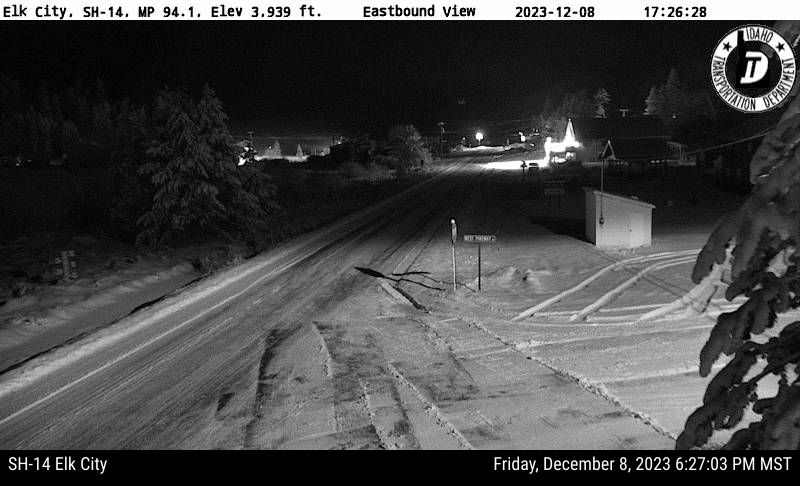 Elk City, SH-14, MP 94.1, Elev 3,939 ft. Eastbound View 2023-12-08 17:26:28
IDAHO
TRANSPORTATION DEPARTMENT
SH-14 Elk City
Friday, December 8, 2023 6:27:03 PM MST